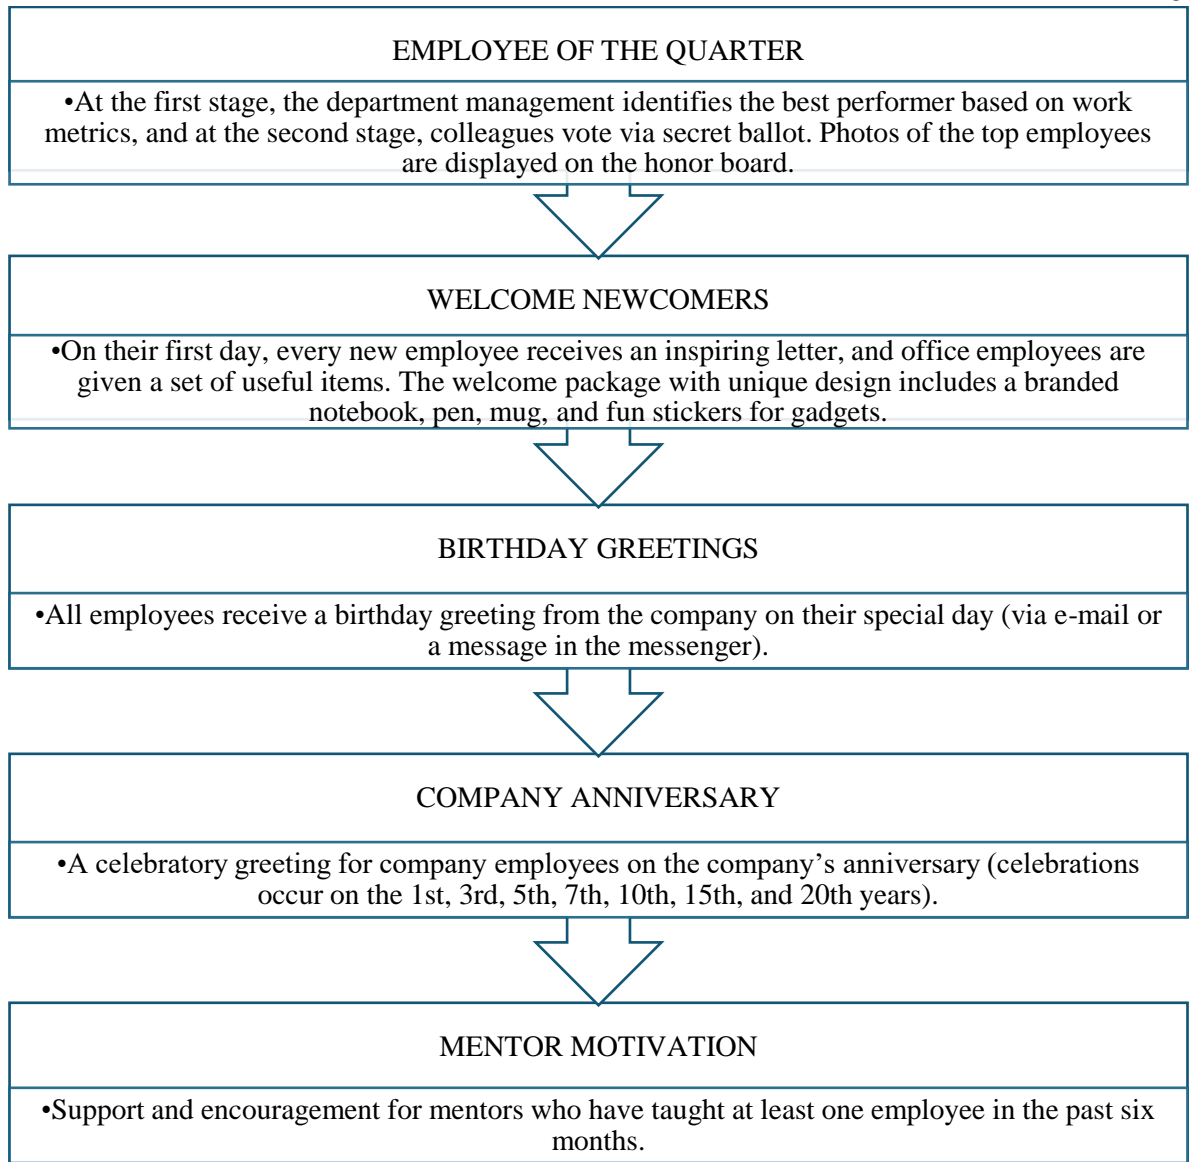 EMPLOYEE OF THE QUARTER
•At the first stage, the department management identifies the best performer based on work
metrics, and at the second stage, colleagues vote via secret ballot. Photos of the top employees
are displayed on the honor board.
WELCOME NEWCOMERS
•On their first day, every new employee receives an inspiring letter, and office employees are
given a set of useful items. The welcome package with unique design includes a branded
notebook, pen, mug, and fun stickers for gadgets.
BIRTHDAY GREETINGS
•All employees receive a birthday greeting from the company on their special day (via e-mail or
a message in the messenger).
COMPANY ANNIVERSARY
•A celebratory greeting for company employees on the company’s anniversary (celebrations
occur on the 1st, 3rd, 5th, 7th, 10th, 15th, and 20th years).
MENTOR MOTIVATION
•Support and encouragement for mentors who have taught at least one employee in the past six
months.